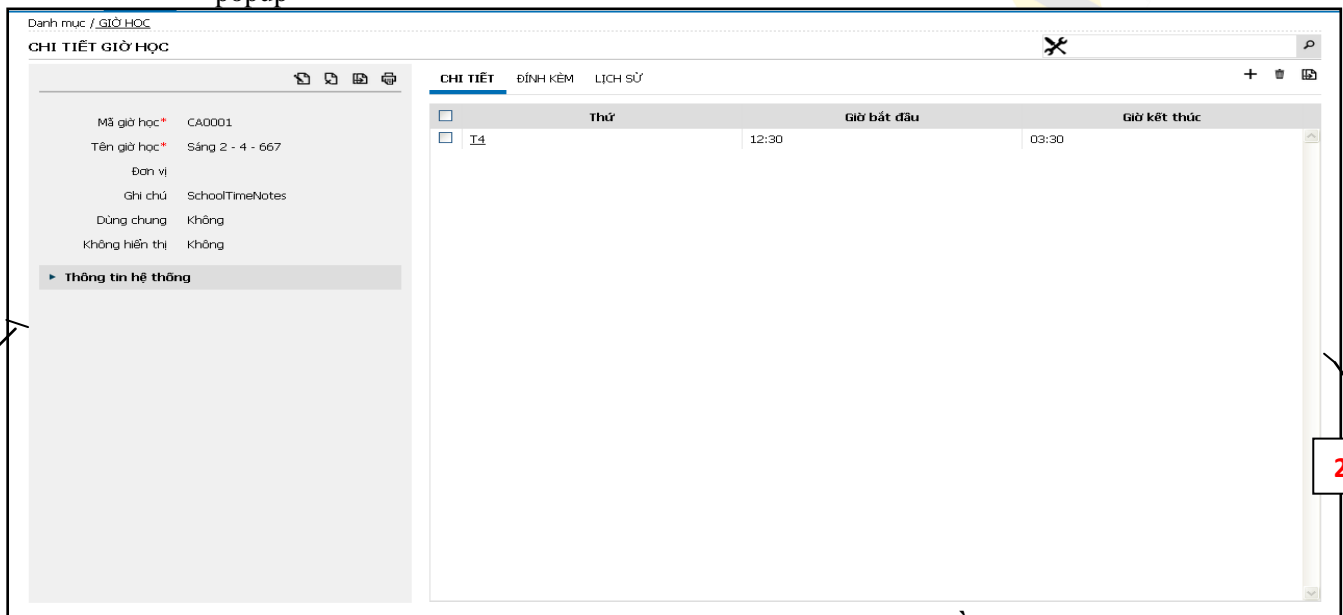 popup
Danh mục / GIỜ HỌC
CHI TIẾT GIỜ HỌC
CHI TIẾT ĐÍNH KÈM LỊCH SỬ
Mã giờ học* CA0001
Tên giờ học* Sáng 2 - 4 - 667
Đơn vị
Ghi chú SchoolTimeNotes
Dùng chung Không
Không hiển thị Không
Thông tin hệ thống
Thứ Giờ bắt đầu Giờ kết thúc
T4 12:30 03:30
2